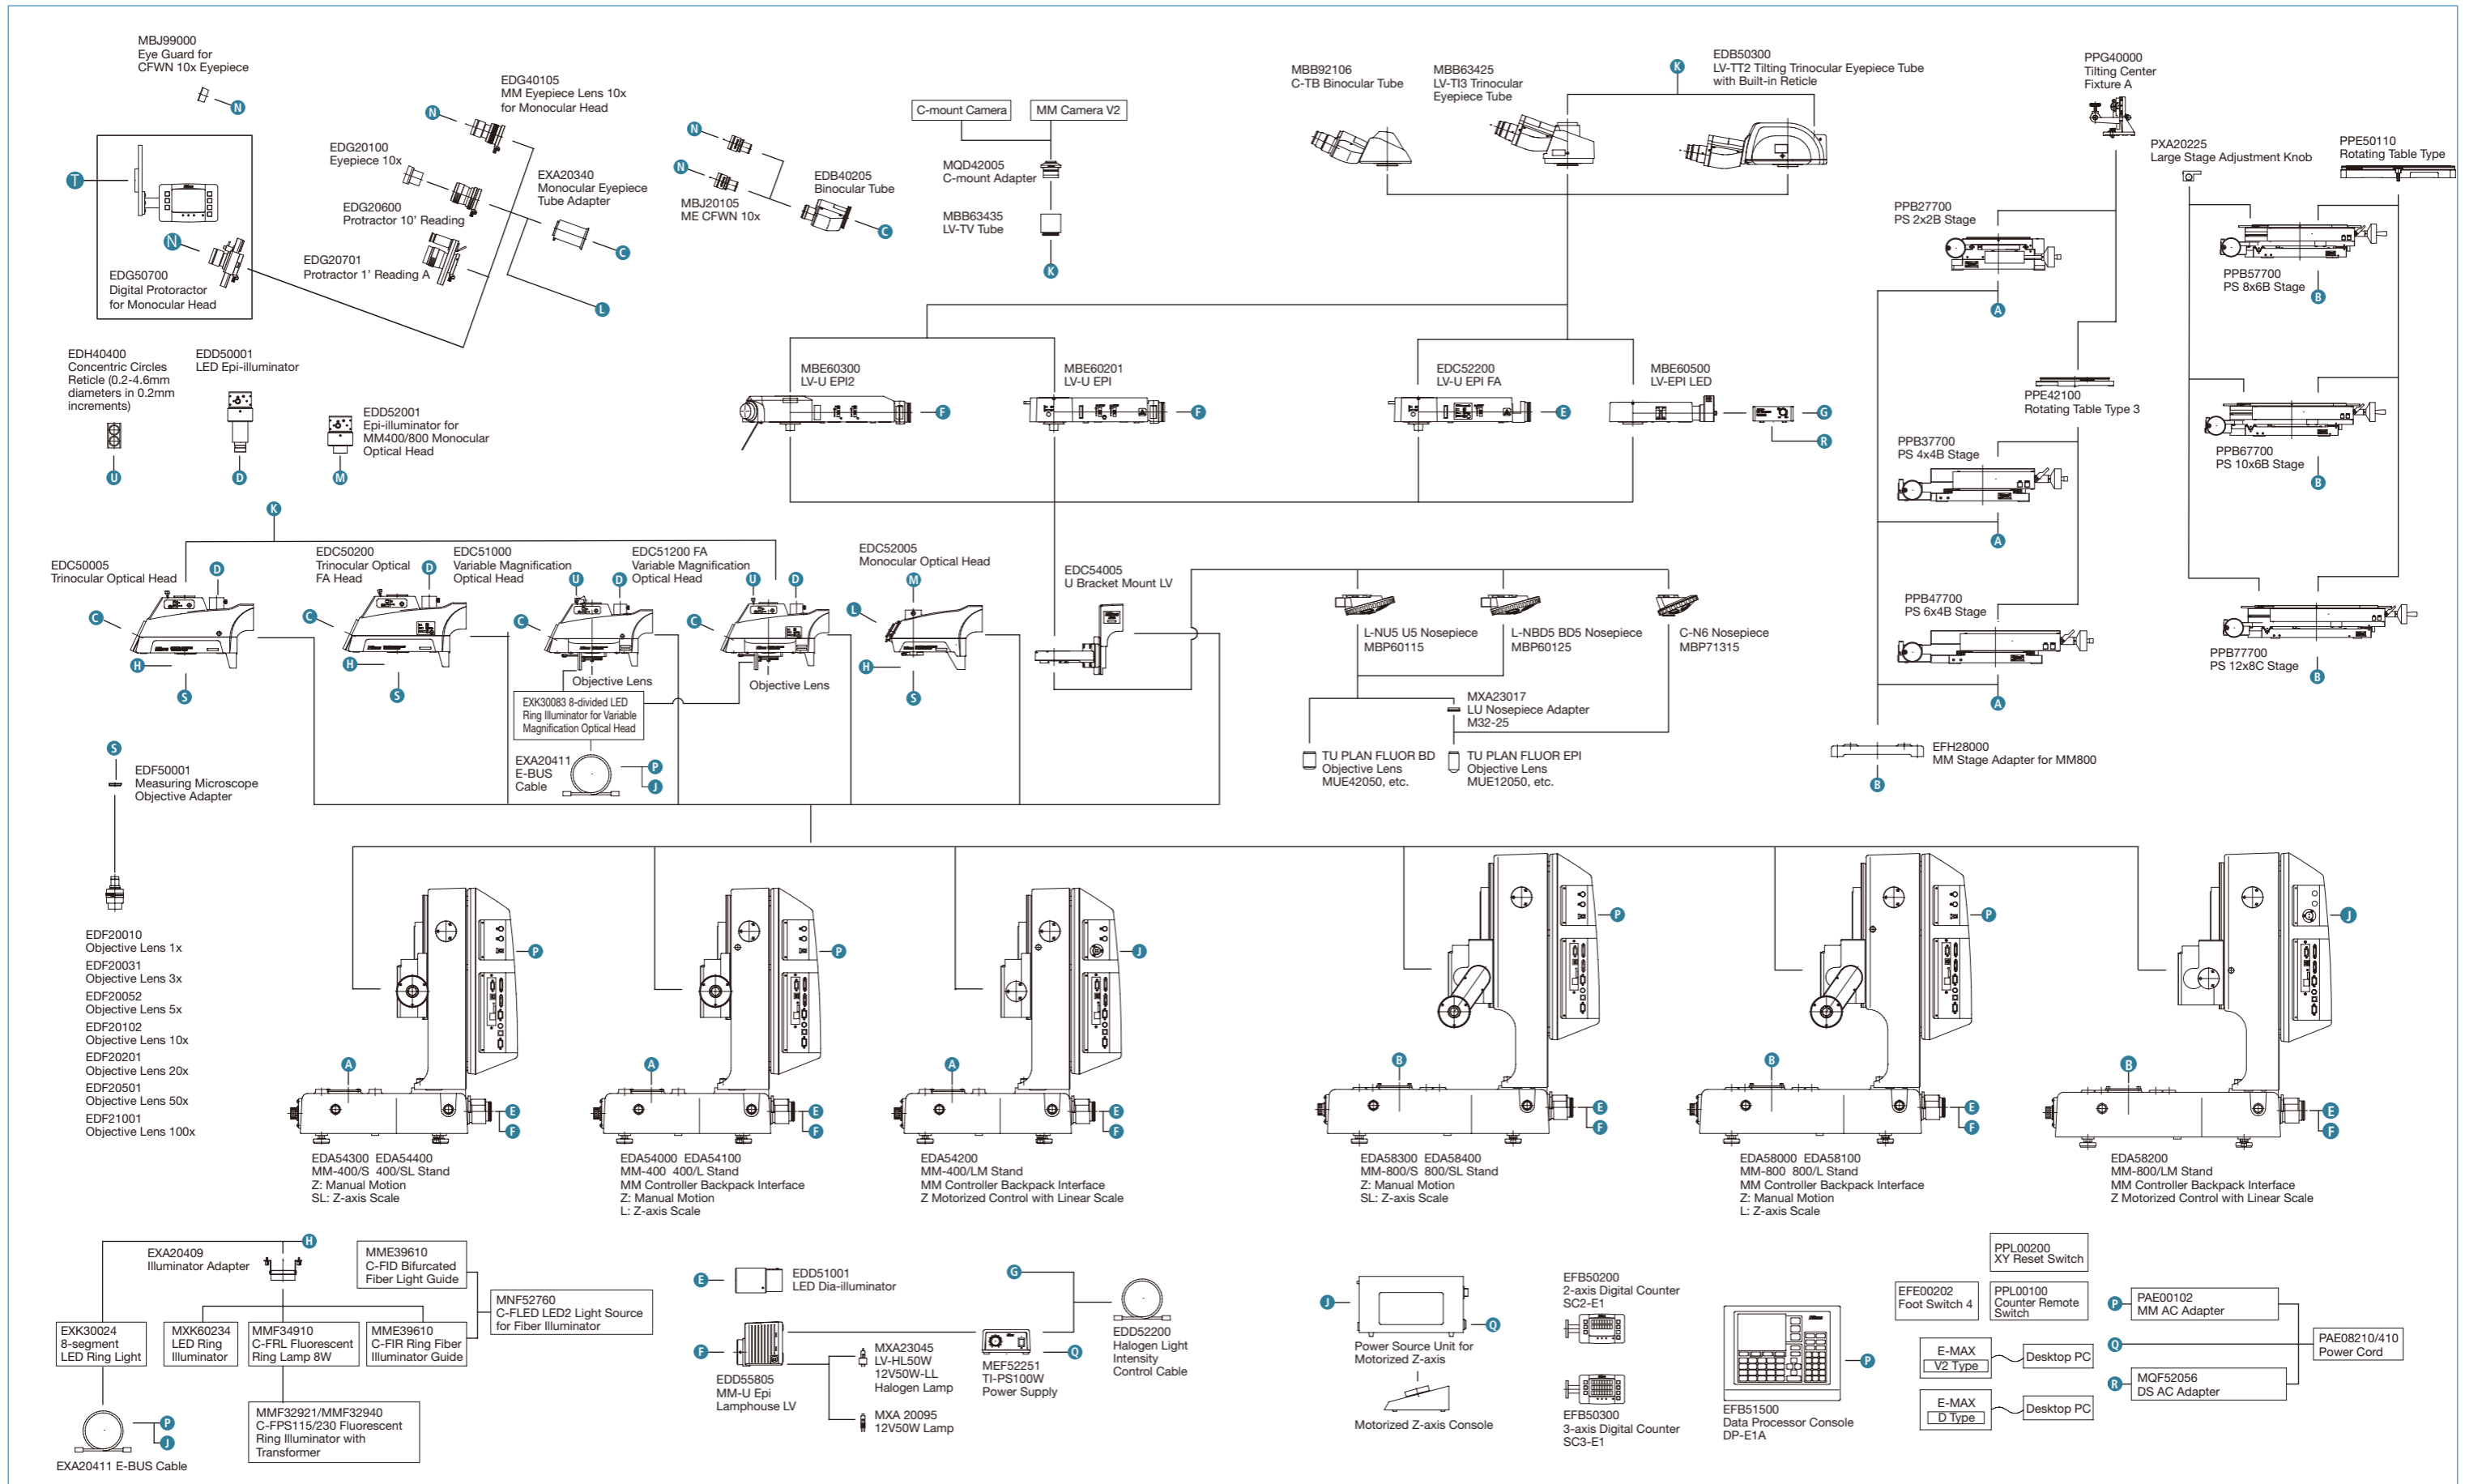 MBJ99000
Eye Guard for
CFWN 10x Eyepiece
N
EDG40105
MM Eyepiece Lens 10x
for Monocular Head
N
EDG20100
Eyepiece 10x
EDG20600
Protractor 10' Reading
EDG20701
Protractor 1' Reading A
EXA20340
Monocular Eyepiece
Tube Adapter
C
L
T
N
EDG50700
Digital Protoractor
for Monocular Head
N
N
MBJ20105
ME CFWN 10x
EDB40205
Binocular Tube
C
C-mount Camera
MM Camera V2
MQD42005
C-mount Adapter
MBB63435
LV-TV Tube
K
MBB92106
C-TB Binocular Tube
MBB63425
LV-TI3 Trinocular
Eyepiece Tube
K
EDB50300
LV-TT2 Tilting Trinocular Eyepiece Tube
with Built-in Reticle
PPG40000
Tilting Center
Fixture A
PXA20225
Large Stage Adjustment Knob
PPE50110
Rotating Table Type
PPB27700
PS 2x2B Stage
A
PPB57700
PS 8x6B Stage
B
PPE42100
Rotating Table Type 3
PPB37700
PS 4x4B Stage
A
PPB67700
PS 10x6B Stage
B
PPB47700
PS 6x4B Stage
A
PPB77700
PS 12x8C Stage
B
EFH28000
MM Stage Adapter for MM800
B
EDH40400
Concentric Circles
Reticle (0.2-4.6mm
diameters in 0.2mm
increments)
U
EDD50001
LED Epi-illuminator
D
EDD52001
Epi-illuminator for
MM400/800 Monocular
Optical Head
M
MBE60300
LV-U EPI2
F
MBE60201
LV-U EPI
F
EDC52200
LV-U EPI FA
E
MBE60500
LV-EPI LED
G
R
K
EDC50005
Trinocular Optical Head
D
C
H
S
EDC50200
Trinocular Optical
FA Head
D
C
H
S
EDC51000
Variable Magnification
Optical Head
U
D
C
Objective Lens
EDC51200 FA
Variable Magnification
Optical Head
U
D
C
Objective Lens
EXK30083 8-divided LED
Ring Illuminator for Variable
Magnification Optical Head
EXA20411
E-BUS
Cable
P
J
EDC52005
Monocular Optical Head
M
L
H
S
EDC54005
U Bracket Mount LV
L-NU5 U5 Nosepiece
MBP60115
L-NBD5 BD5 Nosepiece
MBP60125
C-N6 Nosepiece
MBP71315
MXA23017
LU Nosepiece Adapter
M32-25
TU PLAN FLUOR BD
Objective Lens
MUE42050, etc.
TU PLAN FLUOR EPI
Objective Lens
MUE12050, etc.
S
EDF50001
Measuring Microscope
Objective Adapter
EDF20010
Objective Lens 1x
EDF20031
Objective Lens 3x
EDF20052
Objective Lens 5x
EDF20102
Objective Lens 10x
EDF20201
Objective Lens 20x
EDF20501
Objective Lens 50x
EDF21001
Objective Lens 100x
P
A
E
F
EDA54300 EDA54400
MM-400/S 400/SL Stand
Z: Manual Motion
SL: Z-axis Scale
P
A
E
F
EDA54000 EDA54100
MM-400 400/L Stand
MM Controller Backpack Interface
Z: Manual Motion
L: Z-axis Scale
J
A
E
F
EDA54200
MM-400/LM Stand
MM Controller Backpack Interface
Z Motorized Control with Linear Scale
P
B
E
F
EDA58300 EDA58400
MM-800/S 800/SL Stand
Z: Manual Motion
SL: Z-axis Scale
P
B
E
F
EDA58000 EDA58100
MM-800 800/L Stand
MM Controller Backpack Interface
Z: Manual Motion
L: Z-axis Scale
J
B
E
F
EDA58200
MM-800/LM Stand
MM Controller Backpack Interface
Z Motorized Control with Linear Scale
H
EXA20409
Illuminator Adapter
MME39610
C-FID Bifurcated
Fiber Light Guide
MNF52760
C-FLED LED2 Light Source
for Fiber Illuminator
EXK30024
8-segment
LED Ring Light
MXK60234
LED Ring
Illuminator
MMF34910
C-FRL Fluorescent
Ring Lamp 8W
MME39610
C-FIR Ring Fiber
Illuminator Guide
MMF32921/MMF32940
C-FPS115/230 Fluorescent
Ring Illuminator with
Transformer
P
J
EXA20411 E-BUS Cable
E
EDD51001
LED Dia-illuminator
F
EDD55805
MM-U Epi
Lamphouse LV
MXA23045
LV-HL50W
12V50W-LL
Halogen Lamp
MXA 20095
12V50W Lamp
G
Q
MEF52251
TI-PS100W
Power Supply
EDD52200
Halogen Light
Intensity
Control Cable
J
Q
Power Source Unit for
Motorized Z-axis
Motorized Z-axis Console
EFB50200
2-axis Digital Counter
SC2-E1
EFB50300
3-axis Digital Counter
SC3-E1
P
EFB51500
Data Processor Console
DP-E1A
PPL00200
XY Reset Switch
EFE00202
Foot Switch 4
PPL00100
Counter Remote
Switch
E-MAX
V2 Type
Desktop PC
E-MAX
D Type
Desktop PC
P
PAE00102
MM AC Adapter
Q
R
MQF52056
DS AC Adapter
PAE08210/410
Power Cord